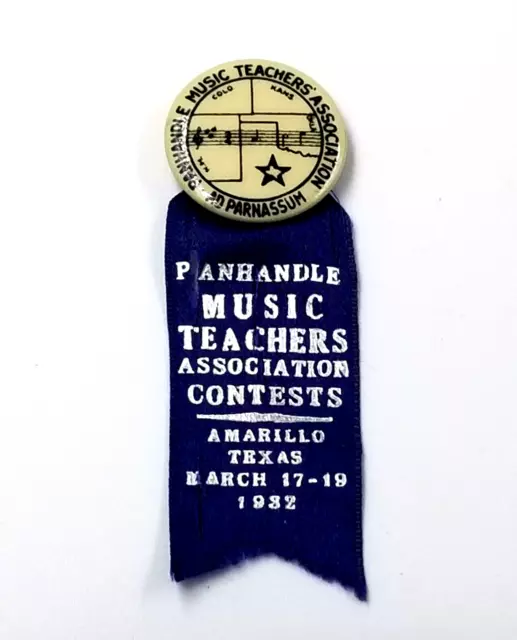 PANHANDLE MUSIC TEACHERS' ASSOCIATION
COLO KANS
OKLA
N.M.
AD PARNASSUM
PANHANDLE
MUSIC
TEACHERS
ASSOCIATION
CONTESTS
AMARILLO
TEXAS
MARCH 17-19
1932